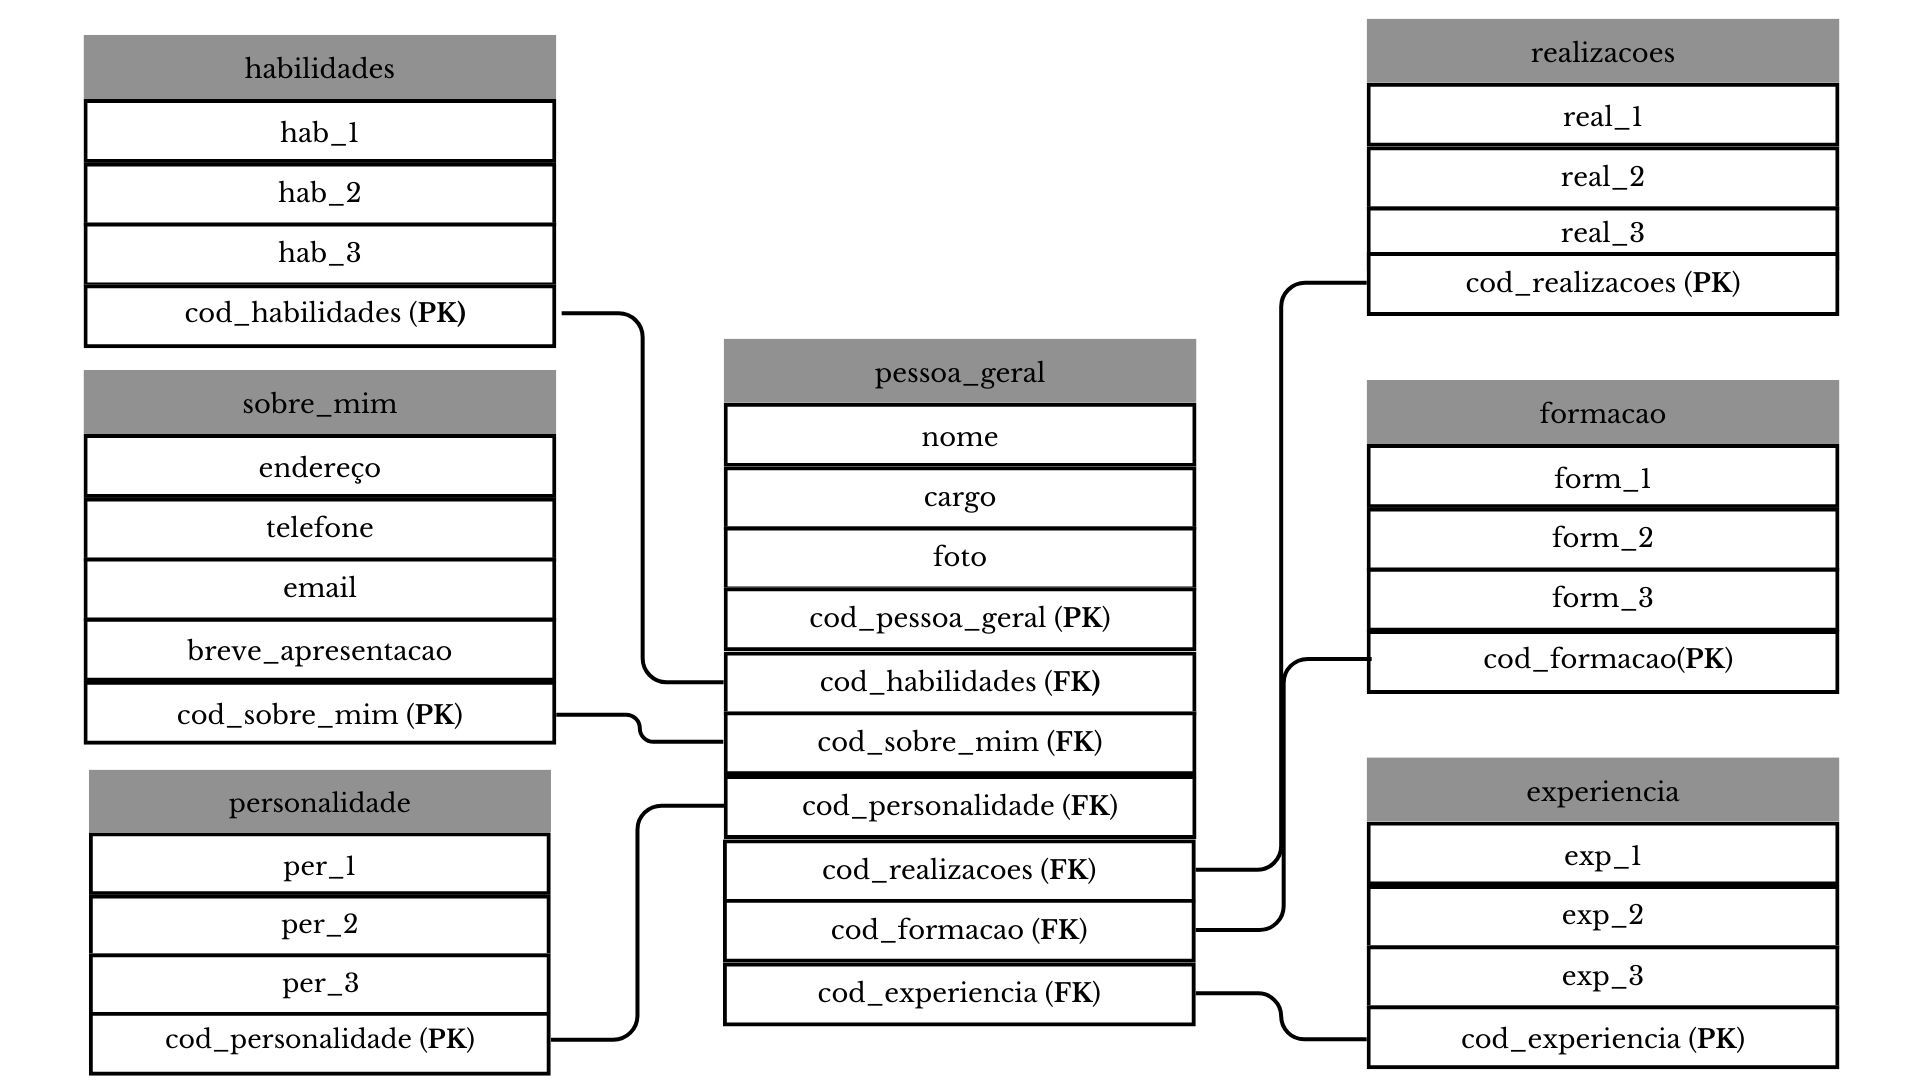 habilidades
hab_1
hab_2
hab_3
cod_habilidades (PK)
sobre_mim
endereço
telefone
email
breve_apresentacao
cod_sobre_mim (PK)
personalidade
per_1
per_2
per_3
cod_personalidade (PK)
pessoa_geral
nome
cargo
foto
cod_pessoa_geral (PK)
cod_habilidades (FK)
cod_sobre_mim (FK)
cod_personalidade (FK)
cod_realizacoes (FK)
cod_formacao (FK)
cod_experiencia (FK)
realizacoes
real_1
real_2
real_3
cod_realizacoes (PK)
formacao
form_1
form_2
form_3
cod_formacao(PK)
experiencia
exp_1
exp_2
exp_3
cod_experiencia (PK)